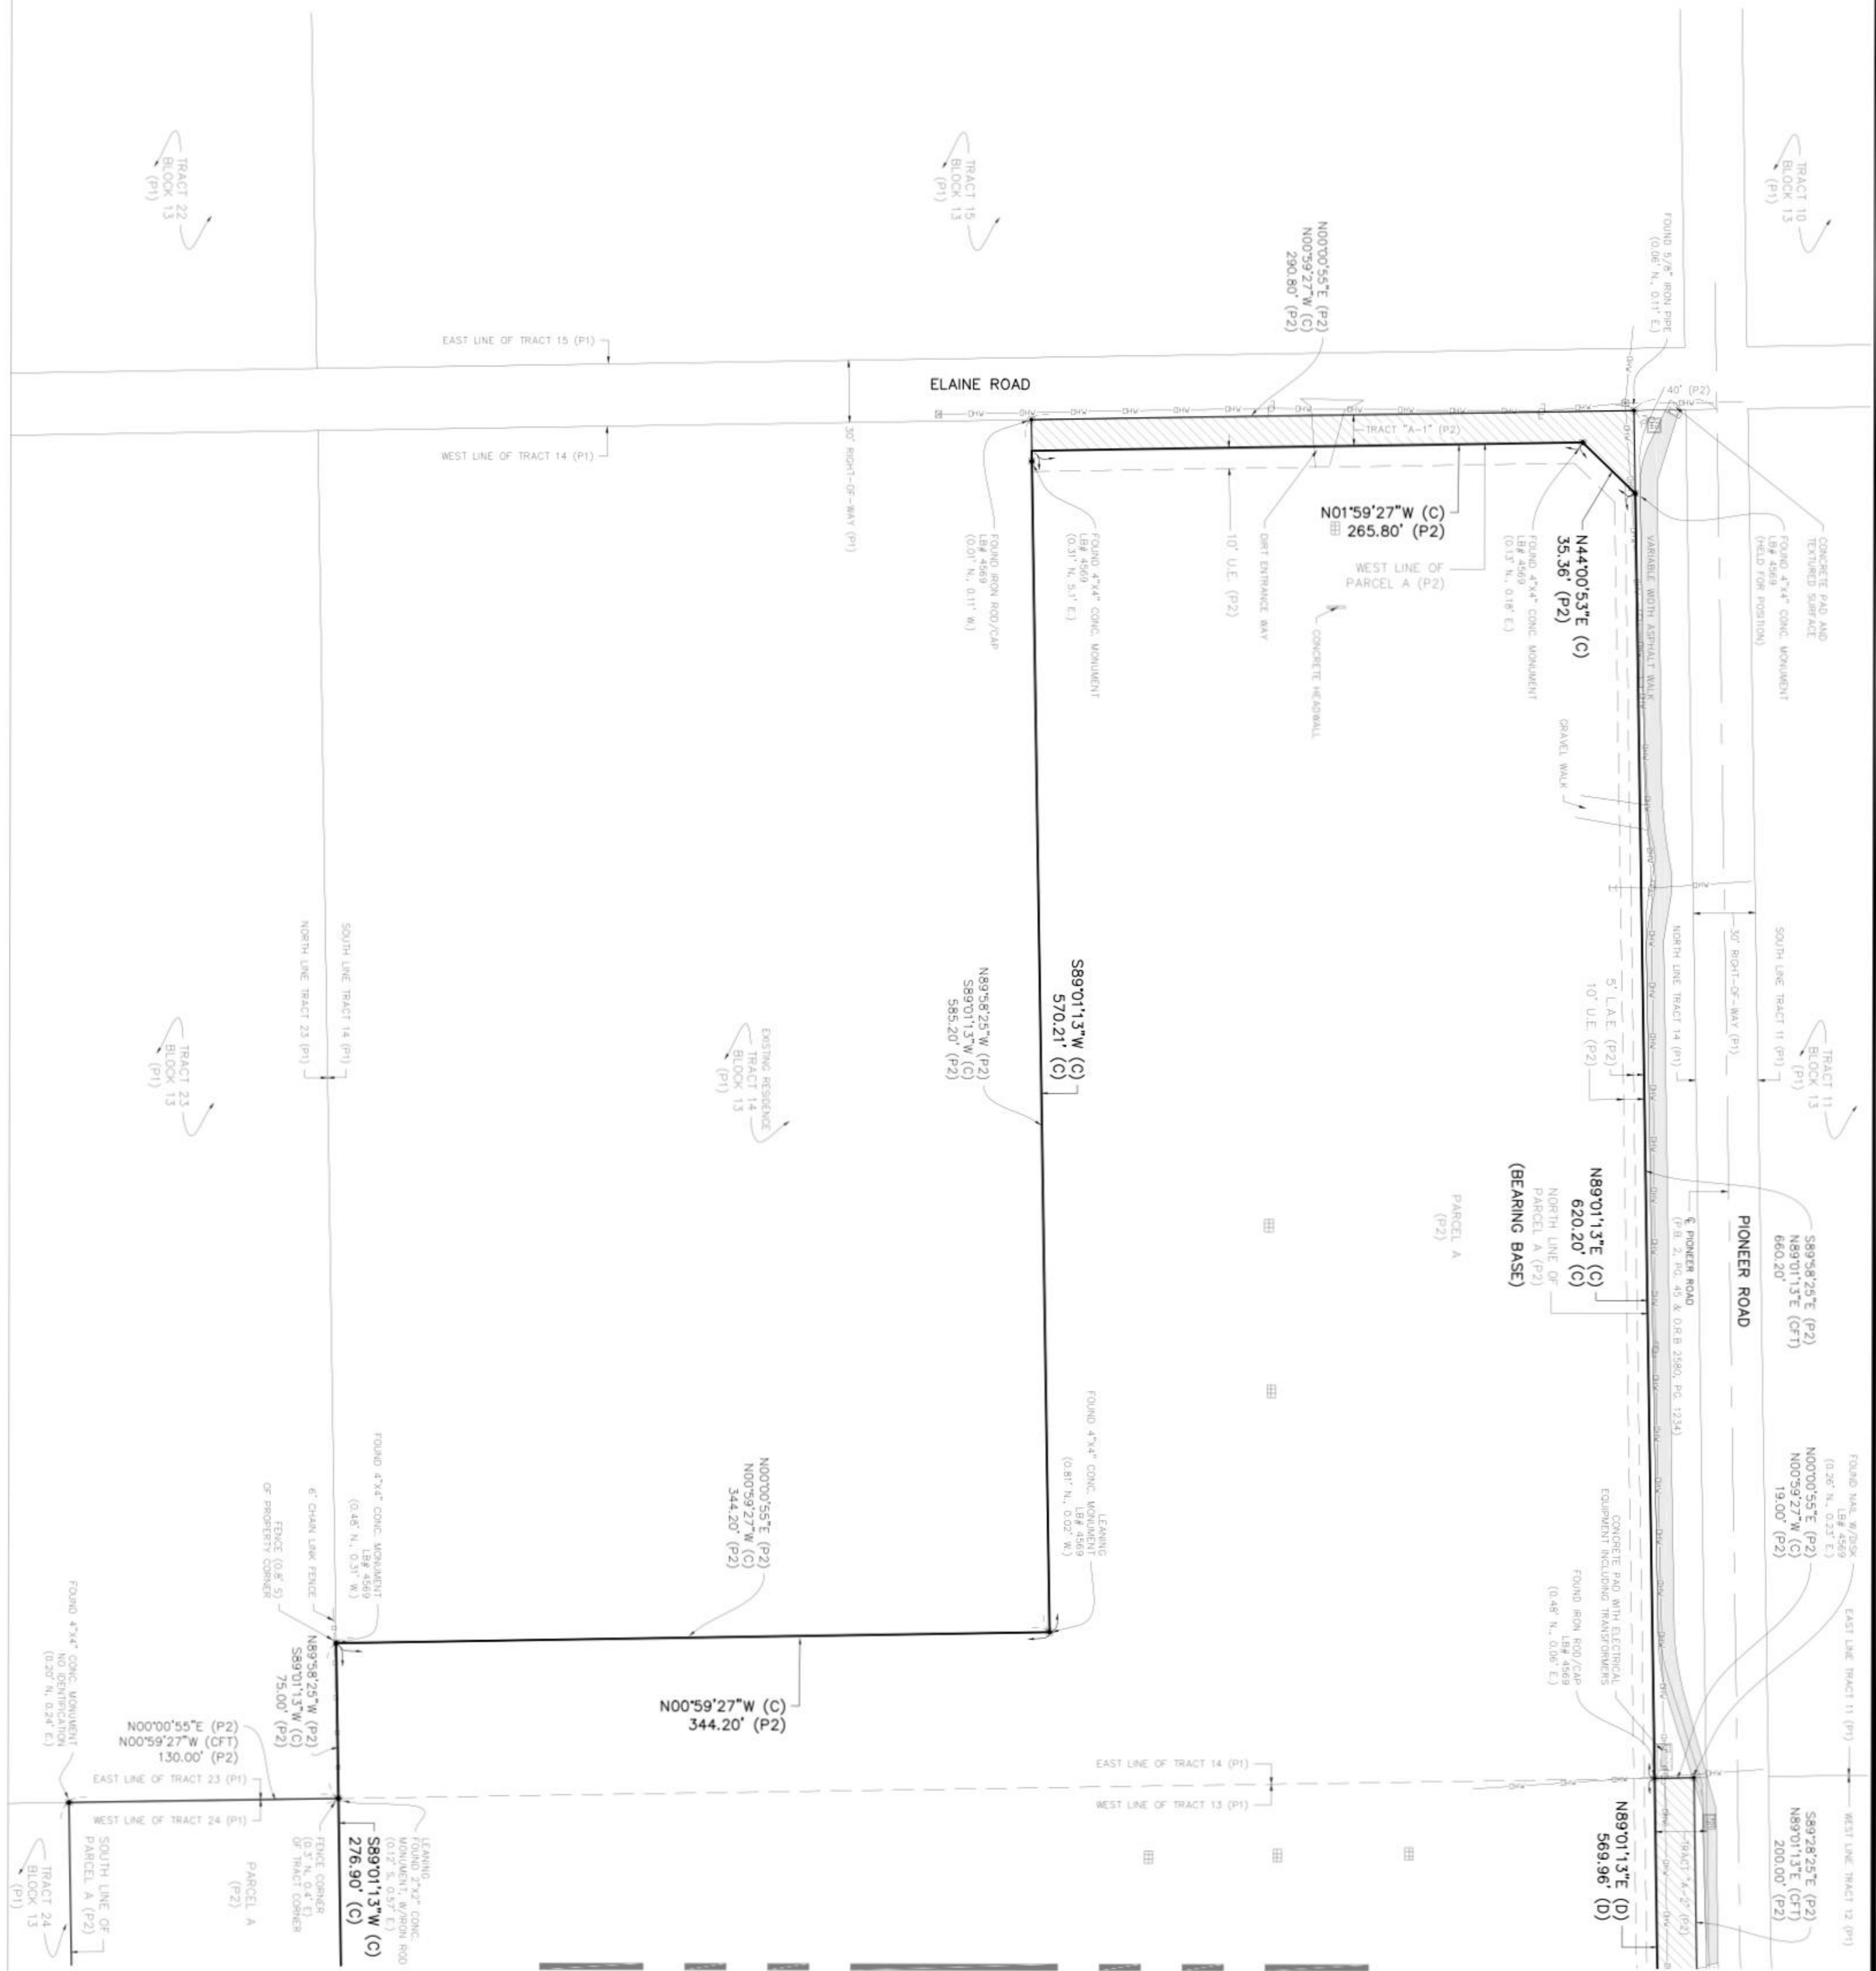 TRACT 10
BLOCK 13
(P1)
TRACT 15
BLOCK 13
(P1)
TRACT 22
BLOCK 13
(P1)
FOUND 5/8" IRON PIPE
(0.06' N., 0.11' E.)
N00°00'55"E (P2)
N00°59'27"W (C)
290.80' (P2)
EAST LINE OF TRACT 15 (P1)
ELAINE ROAD
WEST LINE OF TRACT 14 (P1)
30' RIGHT-OF-WAY (P1)
40' (P2)
TRACT "A-1" (P2)
N01°59'27"W (C)
265.80' (P2)
WEST LINE OF
PARCEL A (P2)
10' U.E. (P2)
DIRT ENTRANCE WAY
CONCRETE HEADWALL
N44°00'53"E (C)
35.36' (P2)
FOUND 4"X4" CONC. MONUMENT
LB# 4569
(0.13' N., 0.18' E.)
FOUND 4"X4" CONC. MONUMENT
LB# 4569
(0.31' N., 5.1' E.)
FOUND IRON ROD/CAP
LB# 4569
(0.01' N., 0.11' W.)
CONCRETE PAD AND
TEXTURED SURFACE
FOUND 4"X4" CONC. MONUMENT
LB# 4569
(HELD FOR POSITION)
VARIABLE WIDTH ASPHALT WALK
GRAVEL WALK
SOUTH LINE TRACT 11 (P1)
30' RIGHT-OF-WAY (P1)
NORTH LINE TRACT 14 (P1)
5' L.A.E. (P2)
10' U.E. (P2)
TRACT 11
BLOCK 13
(P1)
S89°58'25"E (P2)
N89°01'13"E (CFT)
660.20'
PIONEER ROAD
℄ PIONEER ROAD
(P.B. 2, PG. 45 & O.R.B 2580, PG. 1234)
N89°01'13"E (C)
620.20' (C)
NORTH LINE OF
PARCEL A (P2)
(BEARING BASE)
PARCEL A
(P2)
S89°01'13"W (C)
570.21' (C)
N89°58'25"W (P2)
S89°01'13"W (C)
585.20' (P2)
EXISTING RESIDENCE
TRACT 14
BLOCK 13
(P1)
SOUTH LINE TRACT 14 (P1)
NORTH LINE TRACT 23 (P1)
TRACT 23
BLOCK 13
(P1)
FOUND NAIL W/DISK
LB# 4569
(0.26' N., 0.23' E.)
N00°00'55"E (P2)
N00°59'27"W (C)
19.00' (P2)
CONCRETE PAD WITH ELECTRICAL
EQUIPMENT INCLUDING TRANSFORMERS
FOUND IRON ROD/CAP
LB# 4569
(0.48' N., 0.06' E.)
LEANING
FOUND 4"X4" CONC. MONUMENT
LB# 4569
(0.81' N., 0.02' W.)
N00°00'55"E (P2)
N00°59'27"W (C)
344.20' (P2)
N00°59'27"W (C)
344.20' (P2)
FOUND 4"X4" CONC. MONUMENT
LB# 4569
(0.48' N., 0.31' W.)
6' CHAIN LINK FENCE
FENCE (0.8' S)
OF PROPERTY CORNER
N89°58'25"W (P2)
S89°01'13"W (C)
75.00' (P2)
FOUND 4"X4" CONC. MONUMENT
NO IDENTIFICATION
(0.20' N, 0.24' E.)
N00°00'55"E (P2)
N00°59'27"W (CFT)
130.00' (P2)
EAST LINE OF TRACT 23 (P1)
WEST LINE OF TRACT 24 (P1)
EAST LINE OF TRACT 14 (P1)
WEST LINE OF TRACT 13 (P1)
EAST LINE TRACT 11 (P1)
WEST LINE TRACT 12 (P1)
S89°28'25"E (P2)
N89°01'13"E (CFT)
200.00' (P2)
TRACT "A-2" (P2)
N89°01'13"E (D)
569.96' (D)
LEANING
FOUND 2"X2" CONC.
MONUMENT, W/IRON ROD
(0.12' S, 0.57' E.)
S89°01'13"W (C)
276.90' (C)
FENCE CORNER
(0.3' N, 0.4' E)
OF TRACT CORNER
PARCEL A
(P2)
SOUTH LINE OF
PARCEL A (P2)
TRACT 24
BLOCK 13
(P1)